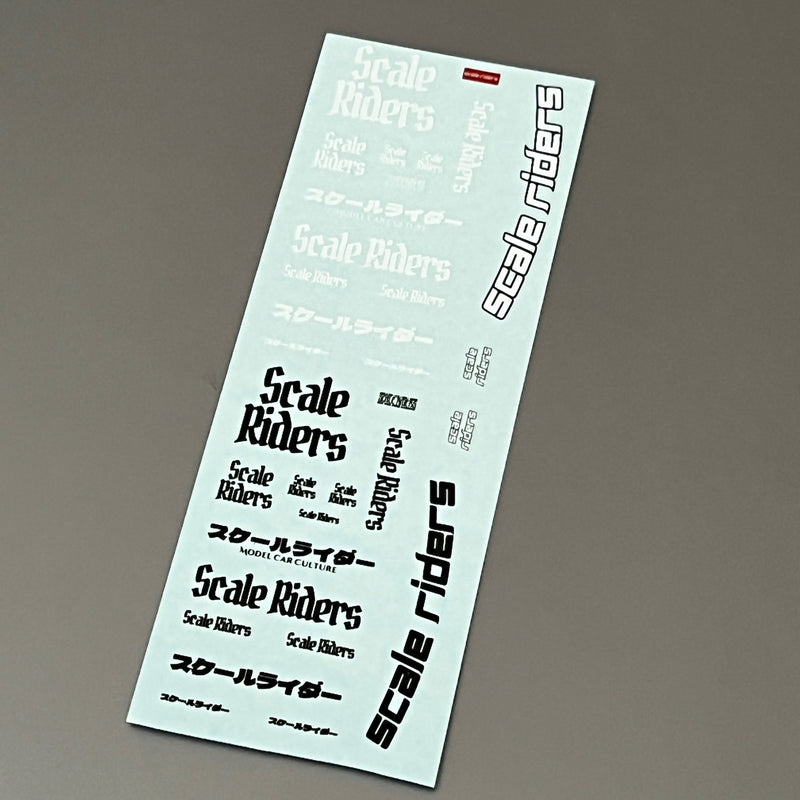 Scale
Riders
scale riders
Scale Riders
scale riders
Scale
Riders
Scale
Riders
Scale
Riders
スケールライダー
MODEL CAR CULTURE
Scale Riders
Scale Riders
Scale Riders
スケールライダー
スケールライダー
スケールライダー
scale
riders
scale
riders
Scale
Riders
Scale Riders
Scale
Riders
Scale
Riders
Scale
Riders
Scale Riders
スケールライダー
MODEL CAR CULTURE
Scale Riders
Scale Riders
Scale Riders
スケールライダー
スケールライダー
スケールライダー
scale riders